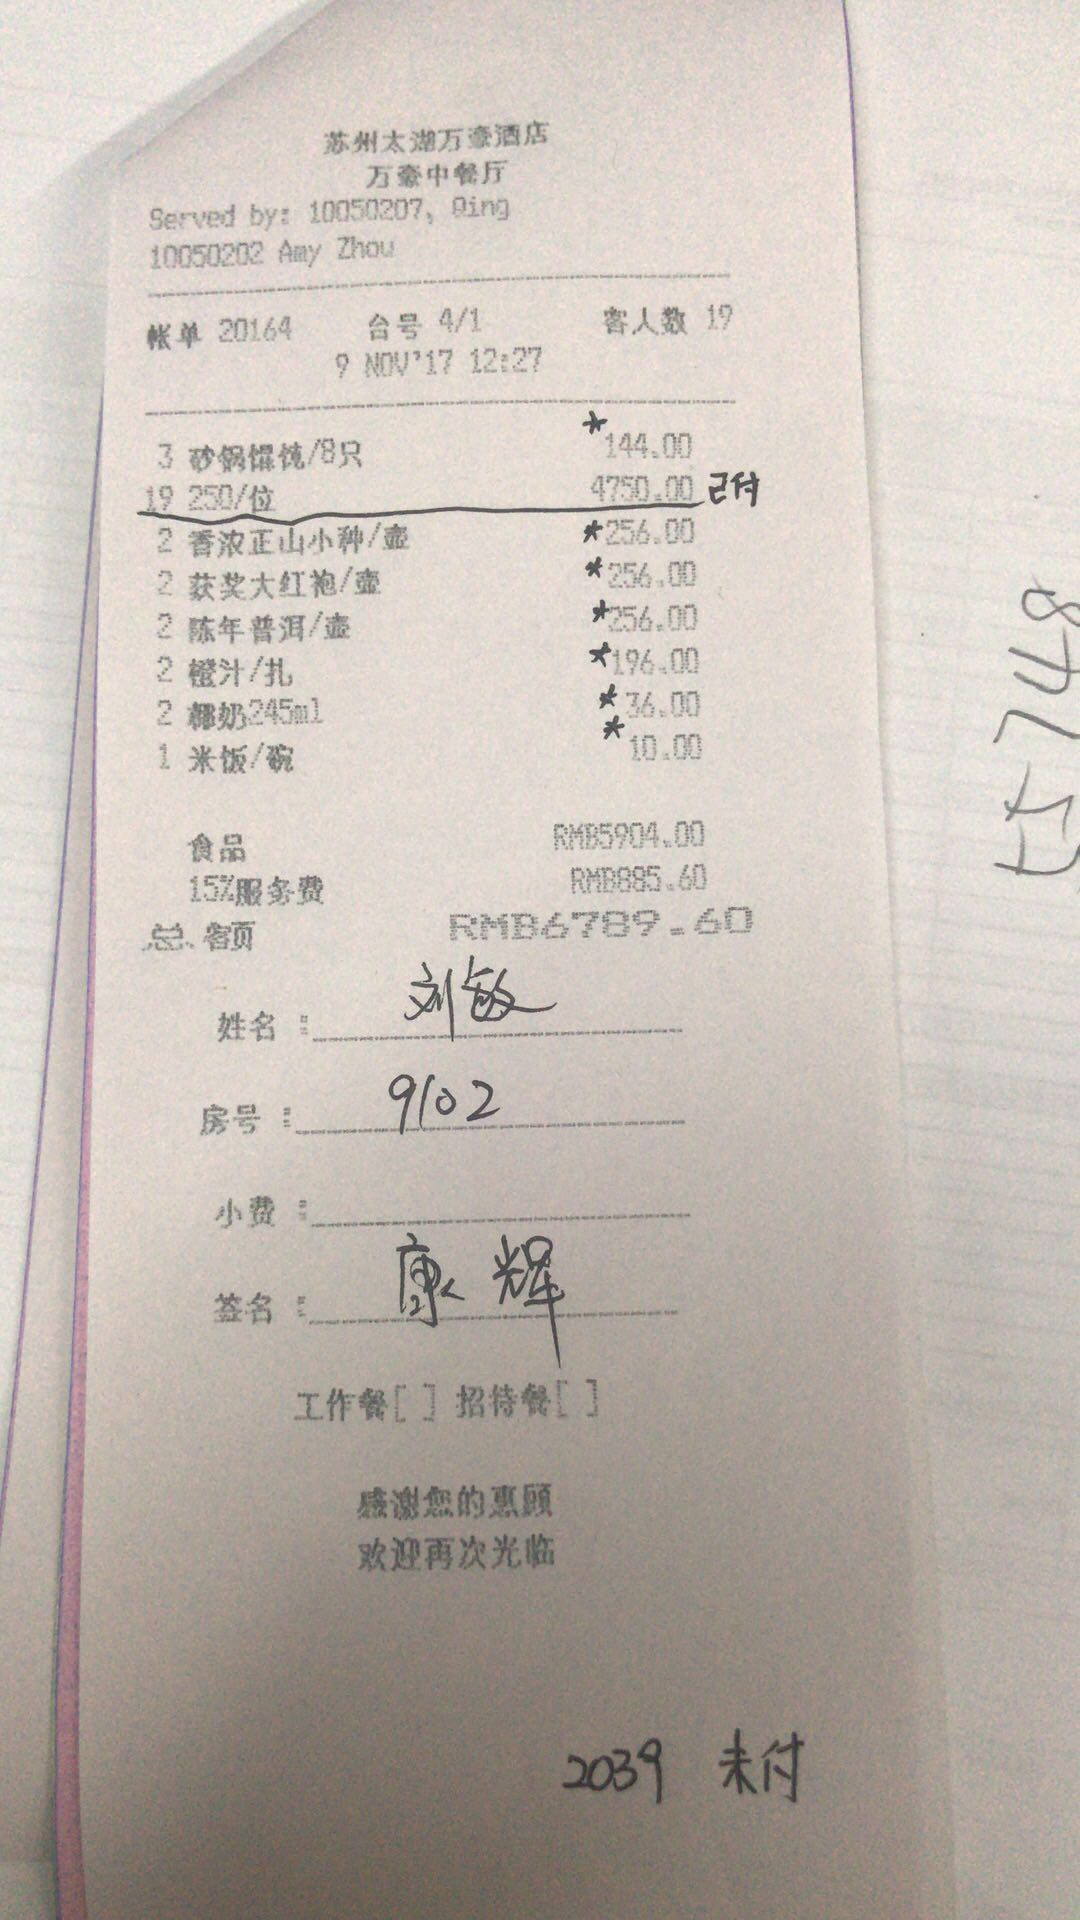 苏州太湖万豪酒店
万豪中餐厅
Served by: 10050207, Qing
10050202 Amy Zhou
帐单 20164 台号 4/1 客人数 19
9 NOV'17 12:27
3 砂锅馄饨/8只 *144.00
19 250/位 4750.00 已付
2 香浓正山小种/壶 *256.00
2 获奖大红袍/壶 *256.00
2 陈年普洱/壶 *256.00
2 橙汁/扎 *196.00
2 椰奶245ml *36.00
1 米饭/碗 *10.00
食品 RMB5904.00
15%服务费 RMB885.60
总、客页 RMB6789.60
姓名 : 刘敏
房号 : 9102
小费 :
签名 : 康辉
工作餐[ ] 招待餐[ ]
感谢您的惠顾
欢迎再次光临
2039 未付